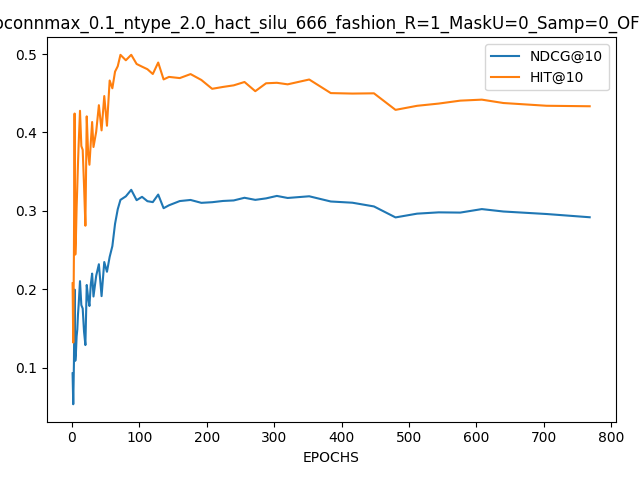 oconnmax_0.1_ntype_2.0_hact_silu_666_fashion_R=1_MaskU=0_Samp=0_OF
NDCG@10
HIT@10
0.5
0.4
0.3
0.2
0.1
0 100 200 300 400 500 600 700 800
EPOCHS